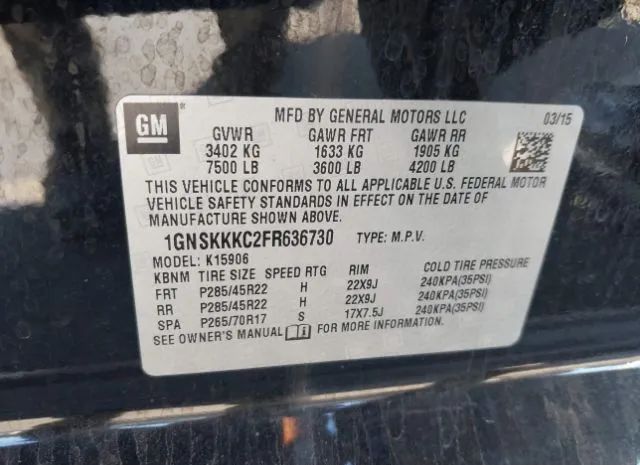 GM
MFD BY GENERAL MOTORS LLC 03/15
GVWR GAWR FRT GAWR RR
3402 KG 1633 KG 1905 KG
7500 LB 3600 LB 4200 LB
THIS VEHICLE CONFORMS TO ALL APPLICABLE U.S. FEDERAL MOTOR
VEHICLE SAFETY STANDARDS IN EFFECT ON THE DATE OF
MANUFACTURE SHOWN ABOVE.
1GNSKKKC2FR636730 TYPE: M.P.V.
MODEL: K15906
KBNM TIRE SIZE SPEED RTG RIM COLD TIRE PRESSURE
FRT P285/45R22 H 22X9J 240KPA(35PSI)
RR P285/45R22 H 22X9J 240KPA(35PSI)
SPA P265/70R17 S 17X7.5J 240KPA(35PSI)
SEE OWNER'S MANUAL FOR MORE INFORMATION.